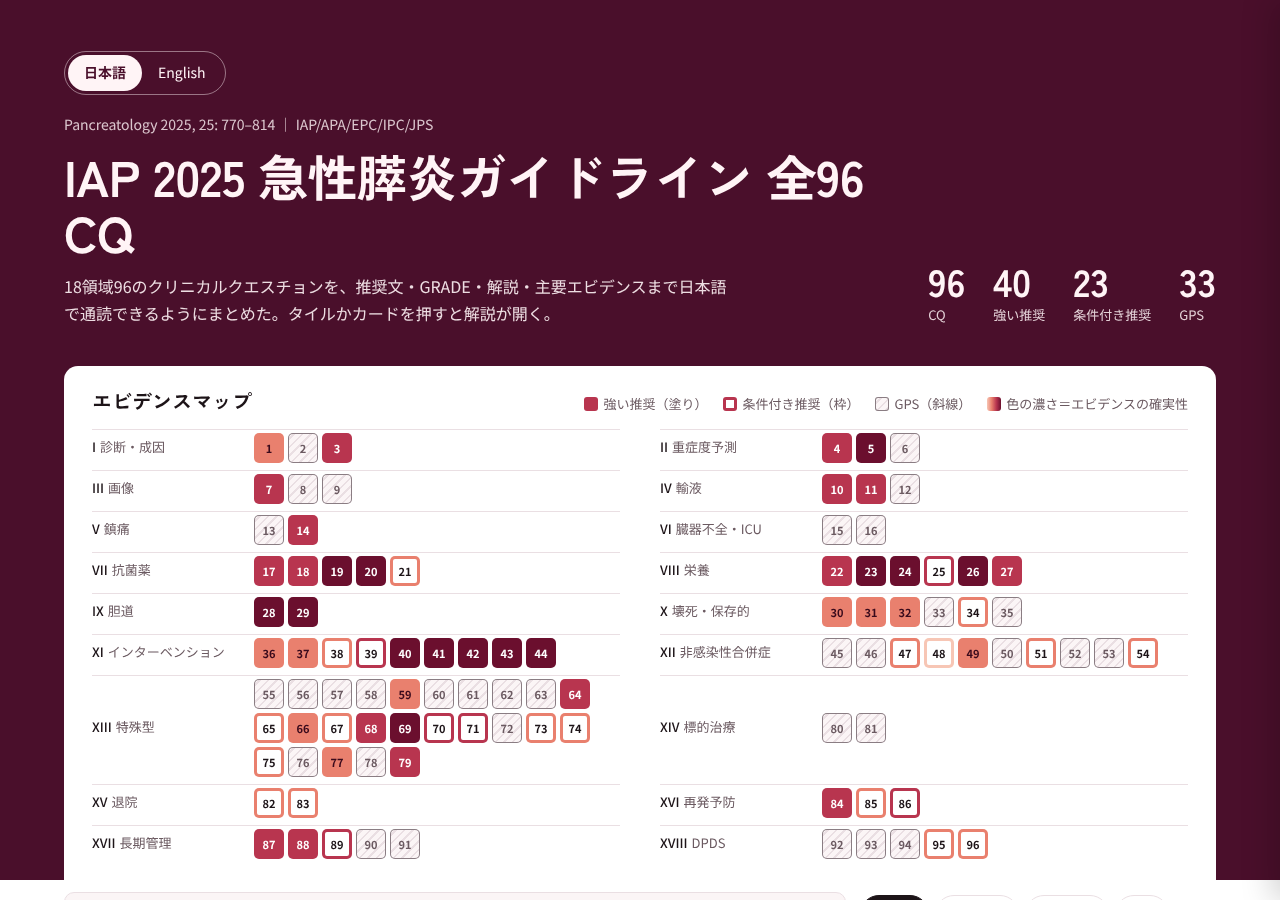 日本語 English
Pancreatology 2025, 25: 770–814 | IAP/APA/EPC/IPC/JPS
IAP 2025 急性膵炎ガイドライン 全96
CQ
18領域96のクリニカルクエスチョンを、推奨文・GRADE・解説・主要エビデンスまで日本語
で通読できるようにまとめた。タイルかカードを押すと解説が開く。
96 40 23 33
CQ 強い推奨 条件付き推奨 GPS
エビデンスマップ 強い推奨（塗り） 条件付き推奨（枠） GPS（斜線） 色の濃さ＝エビデンスの確実性
I 診断・成因 1 2 3
II 重症度予測 4 5 6
III 画像 7 8 9
IV 輸液 10 11 12
V 鎮痛 13 14
VI 臓器不全・ICU 15 16
VII 抗菌薬 17 18 19 20 21
VIII 栄養 22 23 24 25 26 27
IX 胆道 28 29
X 壊死・保存的 30 31 32 33 34 35
XI インターベンション 36 37 38 39 40 41 42 43 44
XII 非感染性合併症 45 46 47 48 49 50 51 52 53 54
XIII 特殊型 55 56 57 58 59 60 61 62 63 64
65 66 67 68 69 70 71 72 73 74
75 76 77 78 79
XIV 標的治療 80 81
XV 退院 82 83
XVI 再発予防 84 85 86
XVII 長期管理 87 88 89 90 91
XVIII DPDS 92 93 94 95 96